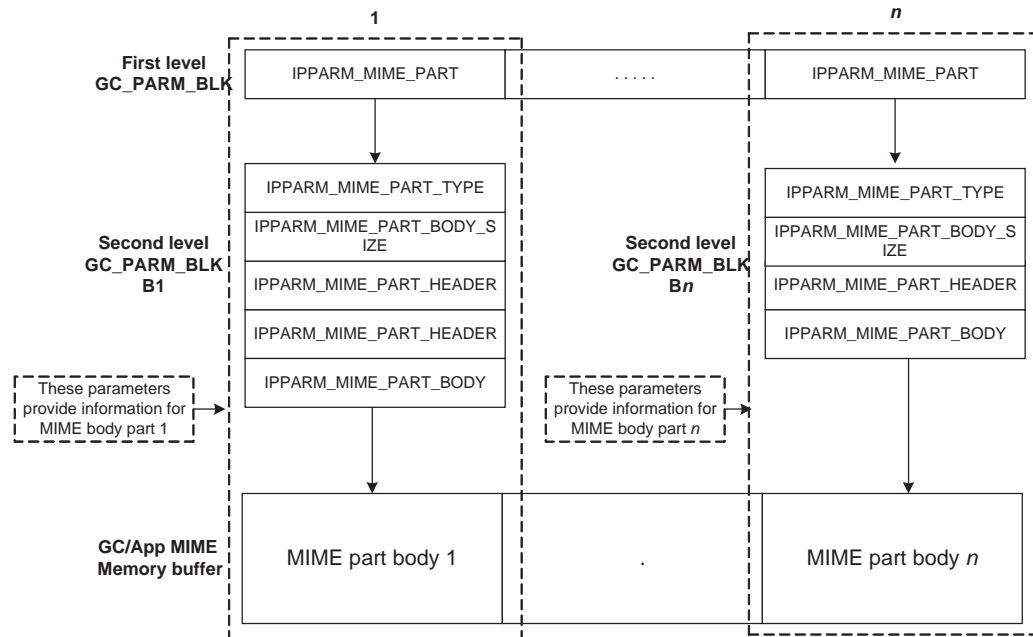 1
n
First level
GC_PARM_BLK
IPPARM_MIME_PART
. . . . .
IPPARM_MIME_PART
Second level
GC_PARM_BLK
B1
IPPARM_MIME_PART_TYPE
IPPARM_MIME_PART_BODY_S
IZE
IPPARM_MIME_PART_HEADER
IPPARM_MIME_PART_HEADER
IPPARM_MIME_PART_BODY
Second level
GC_PARM_BLK
Bn
IPPARM_MIME_PART_TYPE
IPPARM_MIME_PART_BODY_S
IZE
IPPARM_MIME_PART_HEADER
IPPARM_MIME_PART_BODY
These parameters
provide information for
MIME body part 1
These parameters
provide information for
MIME body part n
GC/App MIME
Memory buffer
MIME part body 1
.
MIME part body n